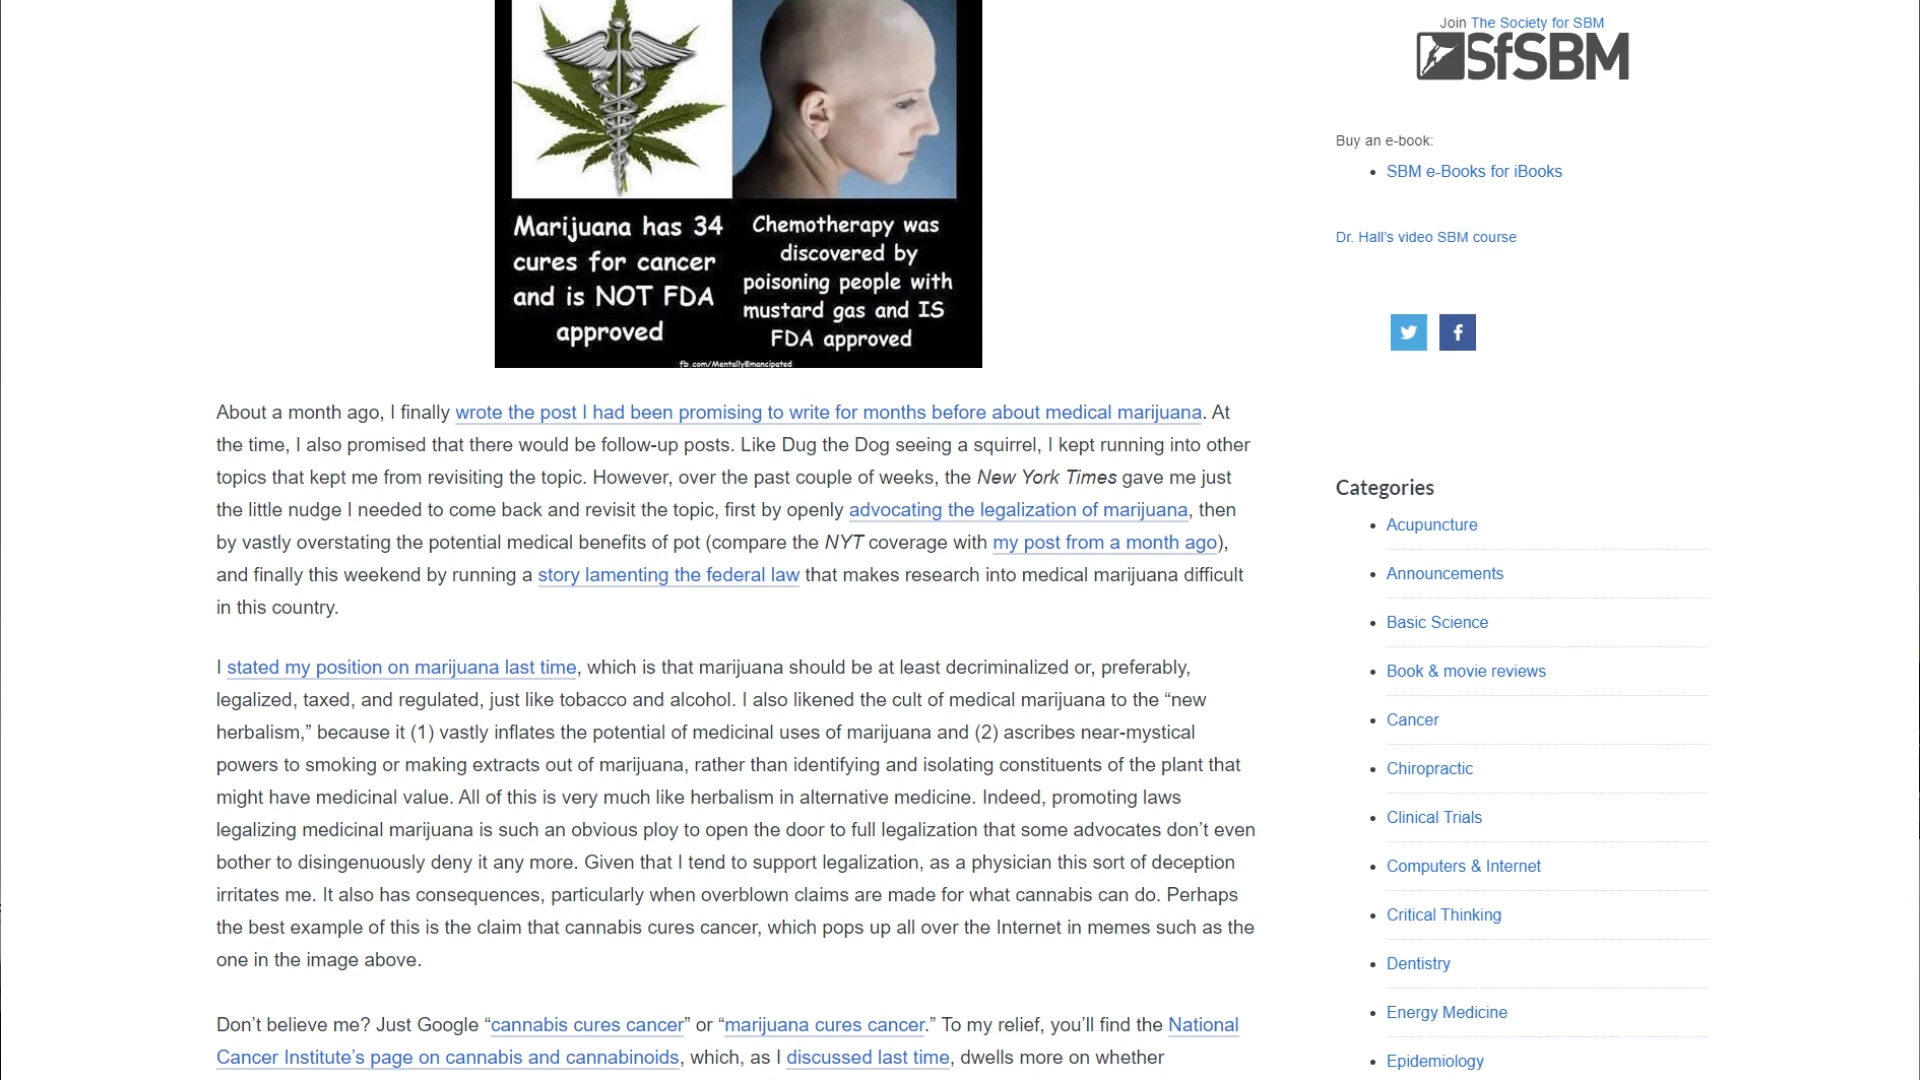 Marijuana has 34
cures for cancer
and is NOT FDA
approved
Chemotherapy was
discovered by
poisoning people with
mustard gas and IS
FDA approved
fb.com/MentallyEmancipated
About a month ago, I finally wrote the post I had been promising to write for months before about medical marijuana. At
the time, I also promised that there would be follow-up posts. Like Dug the Dog seeing a squirrel, I kept running into other
topics that kept me from revisiting the topic. However, over the past couple of weeks, the New York Times gave me just
the little nudge I needed to come back and revisit the topic, first by openly advocating the legalization of marijuana, then
by vastly overstating the potential medical benefits of pot (compare the NYT coverage with my post from a month ago),
and finally this weekend by running a story lamenting the federal law that makes research into medical marijuana difficult
in this country.
I stated my position on marijuana last time, which is that marijuana should be at least decriminalized or, preferably,
legalized, taxed, and regulated, just like tobacco and alcohol. I also likened the cult of medical marijuana to the “new
herbalism,” because it (1) vastly inflates the potential of medicinal uses of marijuana and (2) ascribes near-mystical
powers to smoking or making extracts out of marijuana, rather than identifying and isolating constituents of the plant that
might have medicinal value. All of this is very much like herbalism in alternative medicine. Indeed, promoting laws
legalizing medicinal marijuana is such an obvious ploy to open the door to full legalization that some advocates don’t even
bother to disingenuously deny it any more. Given that I tend to support legalization, as a physician this sort of deception
irritates me. It also has consequences, particularly when overblown claims are made for what cannabis can do. Perhaps
the best example of this is the claim that cannabis cures cancer, which pops up all over the Internet in memes such as the
one in the image above.
Don’t believe me? Just Google “cannabis cures cancer” or “marijuana cures cancer.” To my relief, you’ll find the National
Cancer Institute’s page on cannabis and cannabinoids, which, as I discussed last time, dwells more on whether
Join The Society for SBM
SfSBM
Buy an e-book:
SBM e-Books for iBooks
Dr. Hall’s video SBM course
Categories
Acupuncture
Announcements
Basic Science
Book & movie reviews
Cancer
Chiropractic
Clinical Trials
Computers & Internet
Critical Thinking
Dentistry
Energy Medicine
Epidemiology